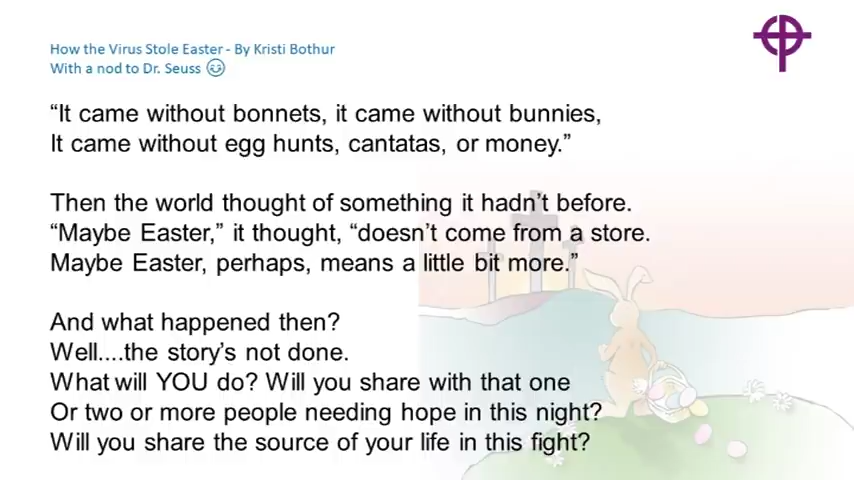 How the Virus Stole Easter - By Kristi Bothur
With a nod to Dr. Seuss 😄
“It came without bonnets, it came without bunnies,
It came without egg hunts, cantatas, or money.”
Then the world thought of something it hadn’t before.
“Maybe Easter,” it thought, “doesn’t come from a store.
Maybe Easter, perhaps, means a little bit more.”
And what happened then?
Well....the story’s not done.
What will YOU do? Will you share with that one
Or two or more people needing hope in this night?
Will you share the source of your life in this fight?